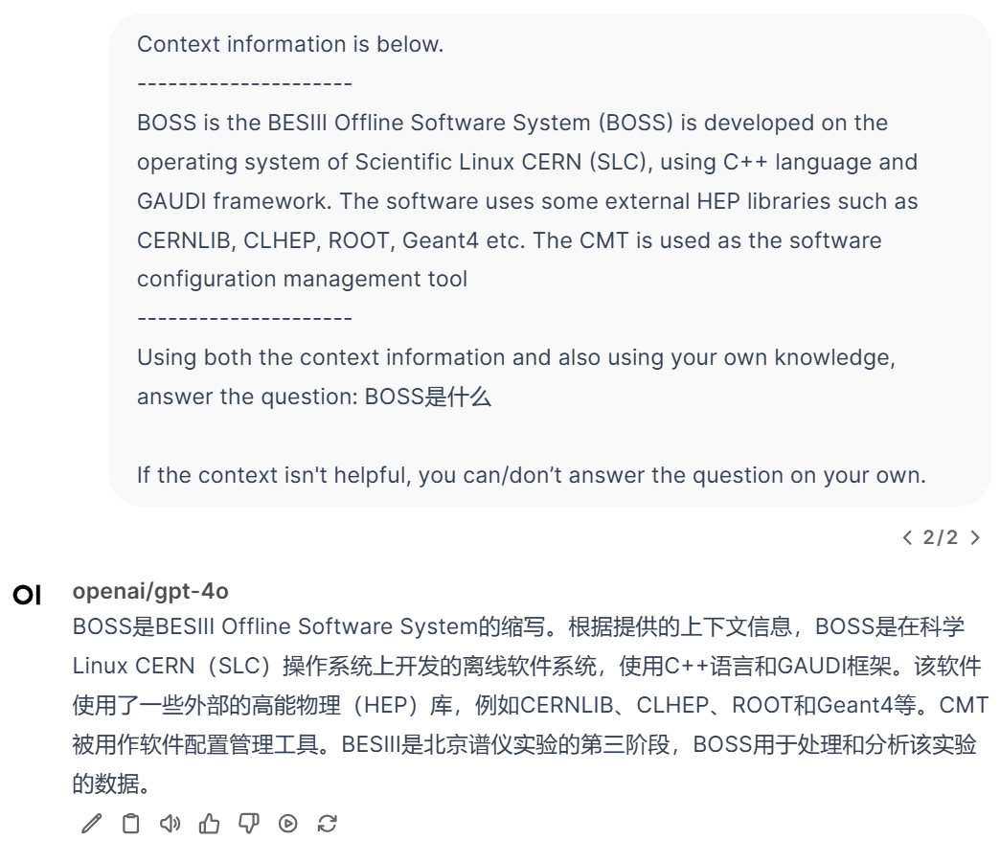 Context information is below.
---------------------
BOSS is the BESIII Offline Software System (BOSS) is developed on the
operating system of Scientific Linux CERN (SLC), using C++ language and
GAUDI framework. The software uses some external HEP libraries such as
CERNLIB, CLHEP, ROOT, Geant4 etc. The CMT is used as the software
configuration management tool
---------------------
Using both the context information and also using your own knowledge,
answer the question: BOSS是什么
If the context isn't helpful, you can/don’t answer the question on your own.
2/2
OI
openai/gpt-4o
BOSS是BESIII Offline Software System的缩写。根据提供的上下文信息，BOSS是在科学
Linux CERN（SLC）操作系统上开发的离线软件系统，使用C++语言和GAUDI框架。该软件
使用了一些外部的高能物理（HEP）库，例如CERNLIB、CLHEP、ROOT和Geant4等。CMT
被用作软件配置管理工具。BESIII是北京谱仪实验的第三阶段，BOSS用于处理和分析该实验
的数据。